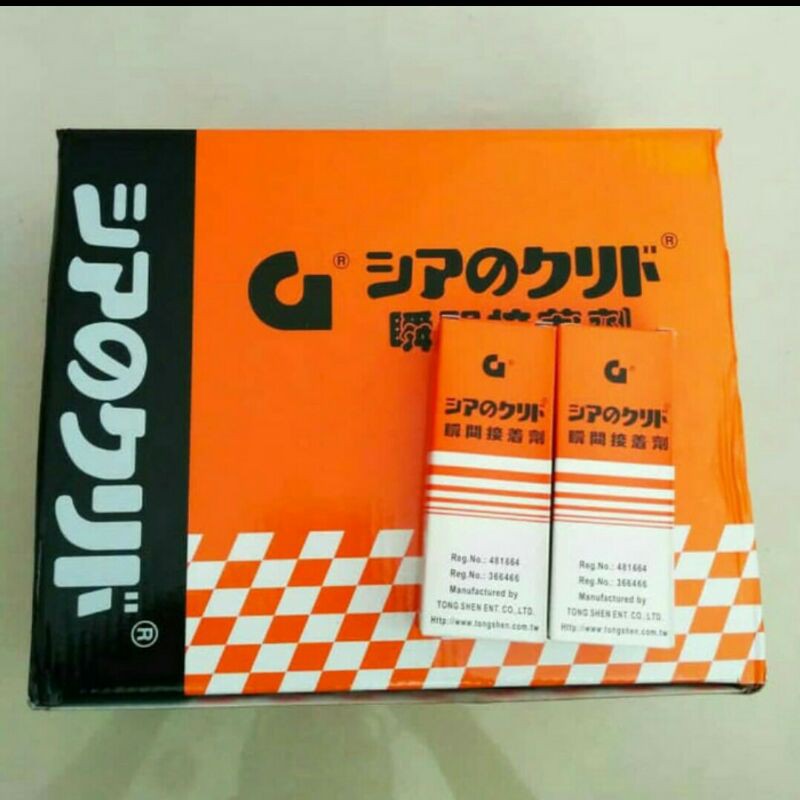 シアのクリド®
G®
シアのクリド®
瞬間接着剤
G®
シアのクリド®
瞬間接着劑
Reg.No.: 481664
Reg.No.: 366466
Manufactured by
TONG SHEN ENT. CO., LTD.
Http://www.tongshen.com.tw
G®
シアのクリド®
瞬間接着劑
Reg.No.: 481664
Reg.No.: 366466
Manufactured by
TONG SHEN ENT. CO., LTD.
Http://www.tongshen.com.tw